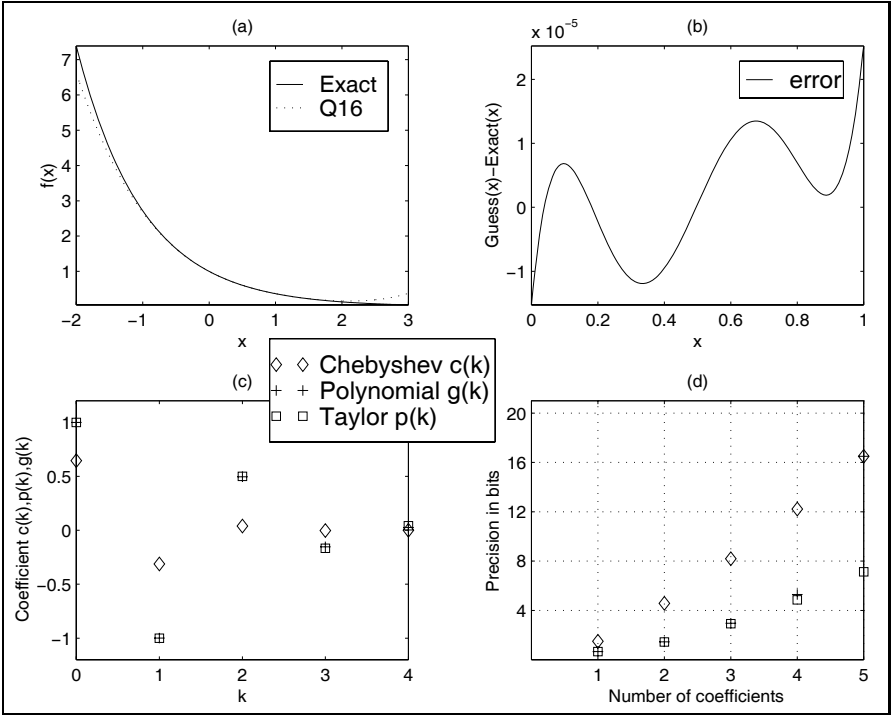 (a)
7
6
5
4
3
2
1
f(x)
Exact
Q16
−2 −1 0 1 2 3
x
x 10⁻⁵
(b)
2
1
0
−1
Guess(x)−Exact(x)
error
0 0.2 0.4 0.6 0.8 1
x
Chebyshev c(k)
Polynomial g(k)
Taylor p(k)
(c)
1
0.5
0
−0.5
−1
Coefficient c(k),p(k),g(k)
0 1 2 3 4
k
(d)
20
16
12
8
4
Precision in bits
1 2 3 4 5
Number of coefficients